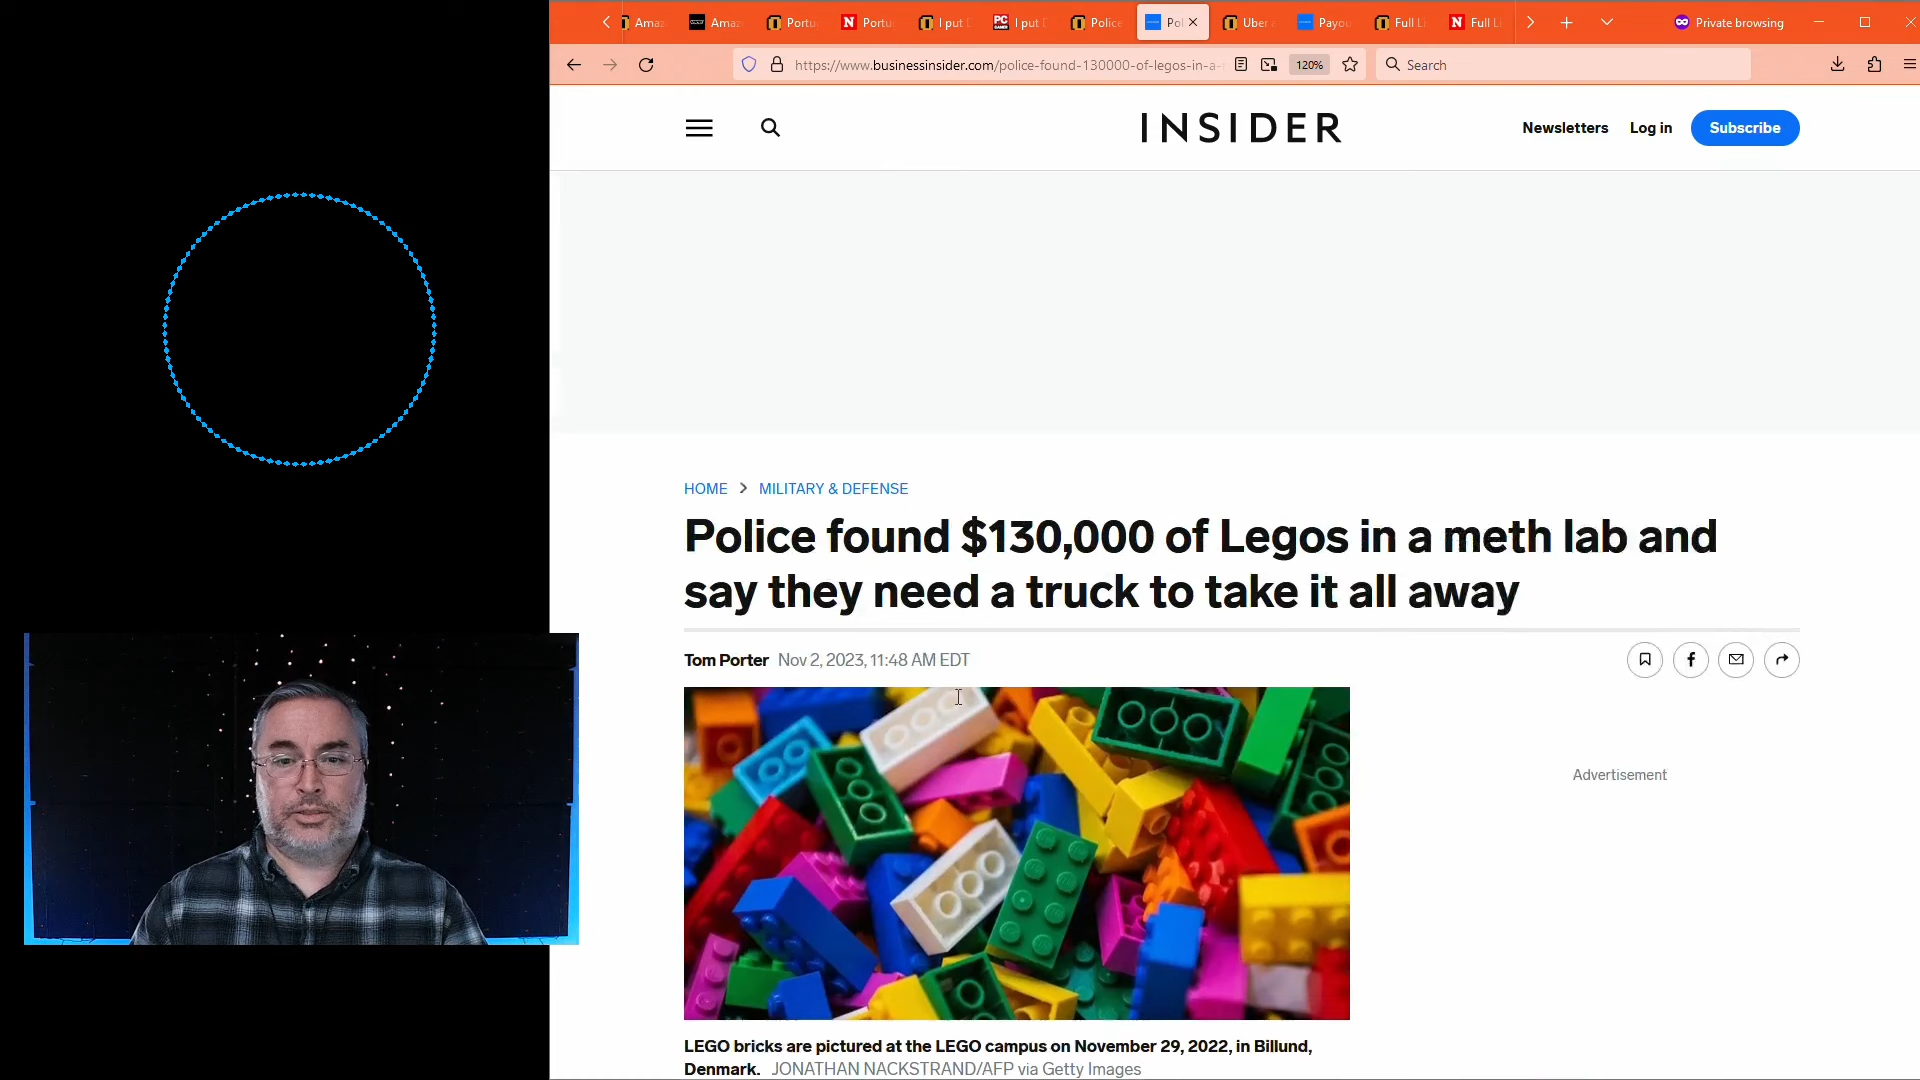 Amaz
Amaz
Portu
Portu
I put D
I put D
Police
Pol
Uber a
Payou
Full Li
Full Li
Private browsing
https://www.businessinsider.com/police-found-130000-of-legos-in-a-
120%
Search
INSIDER
Newsletters
Log in
Subscribe
HOME > MILITARY & DEFENSE
Police found $130,000 of Legos in a meth lab and
say they need a truck to take it all away
Tom Porter Nov 2, 2023, 11:48 AM EDT
Advertisement
LEGO bricks are pictured at the LEGO campus on November 29, 2022, in Billund,
Denmark. JONATHAN NACKSTRAND/AFP via Getty Images